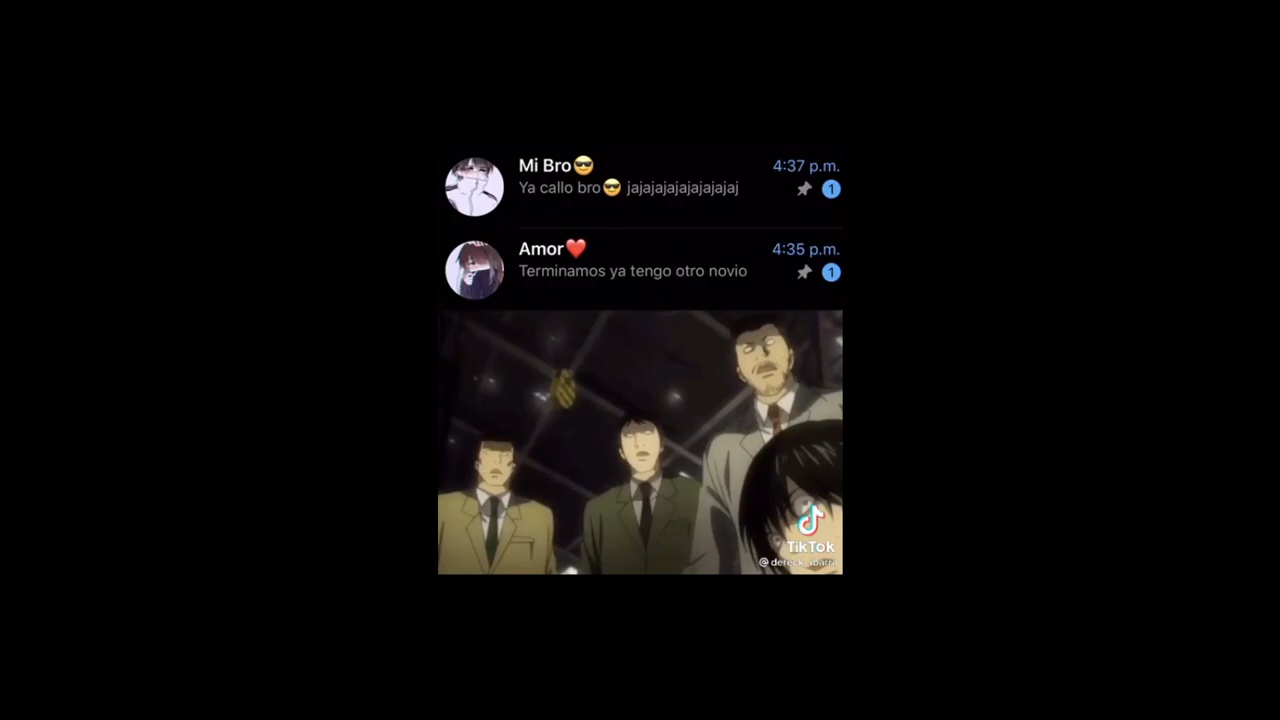 Mi Bro😎
4:37 p.m.
Ya callo bro😎 jajajajajajajajaj
1
Amor❤️
4:35 p.m.
Terminamos ya tengo otro novio
1
TikTok
@dereck_ibarra